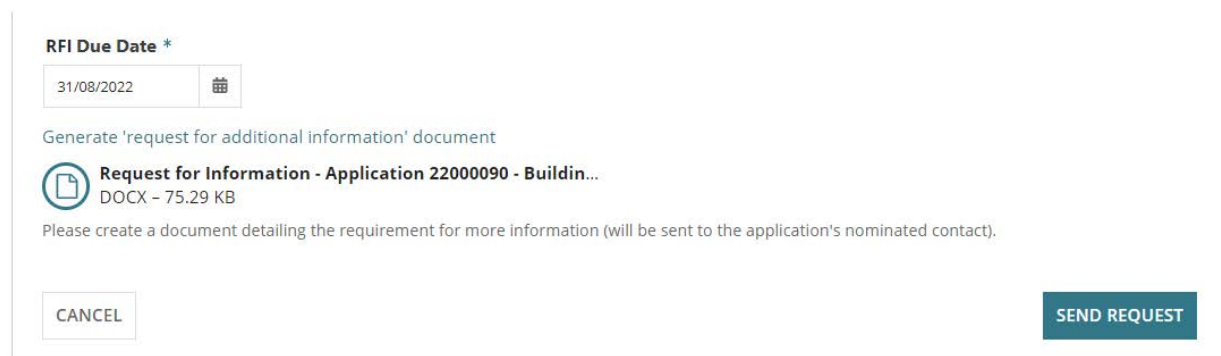 RFI Due Date *
31/08/2022
Generate 'request for additional information' document
Request for Information - Application 22000090 - Buildin...
DOCX – 75.29 KB
Please create a document detailing the requirement for more information (will be sent to the application's nominated contact).
CANCEL
SEND REQUEST